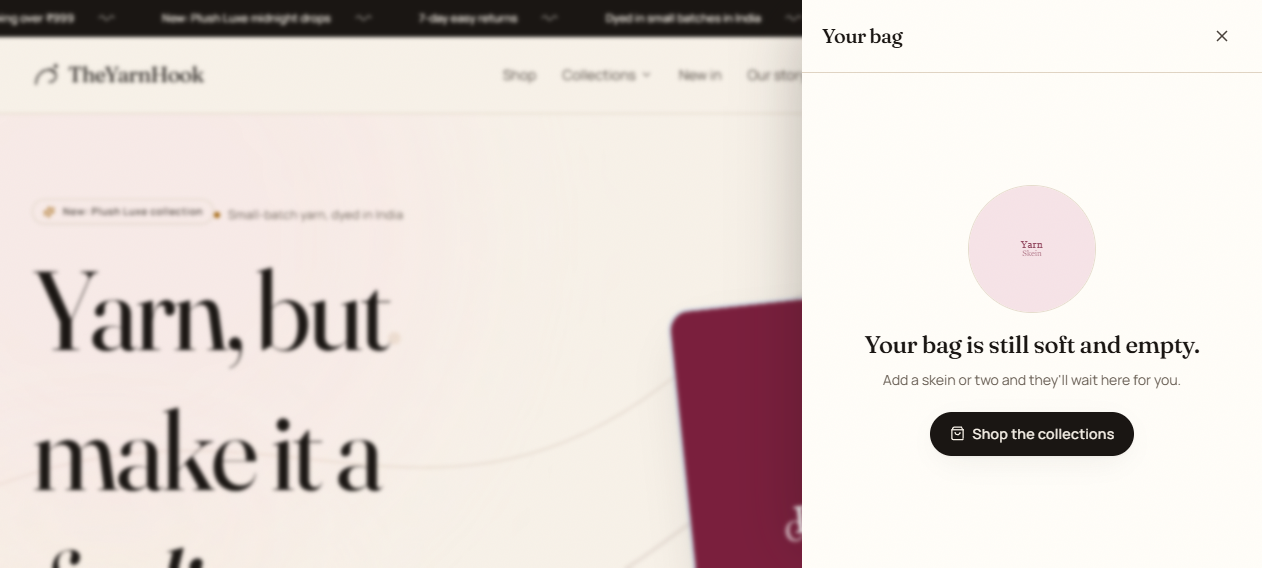 ing over ₹999
New: Plush Luxe midnight drops
7-day easy returns
Dyed in small batches in India
TheYarnHook
Shop
Collections
New in
Our story
New: Plush Luxe collection
Small-batch yarn, dyed in India
Yarn, but
make it a
Your bag
Yarn
Skein
Your bag is still soft and empty.
Add a skein or two and they'll wait here for you.
Shop the collections